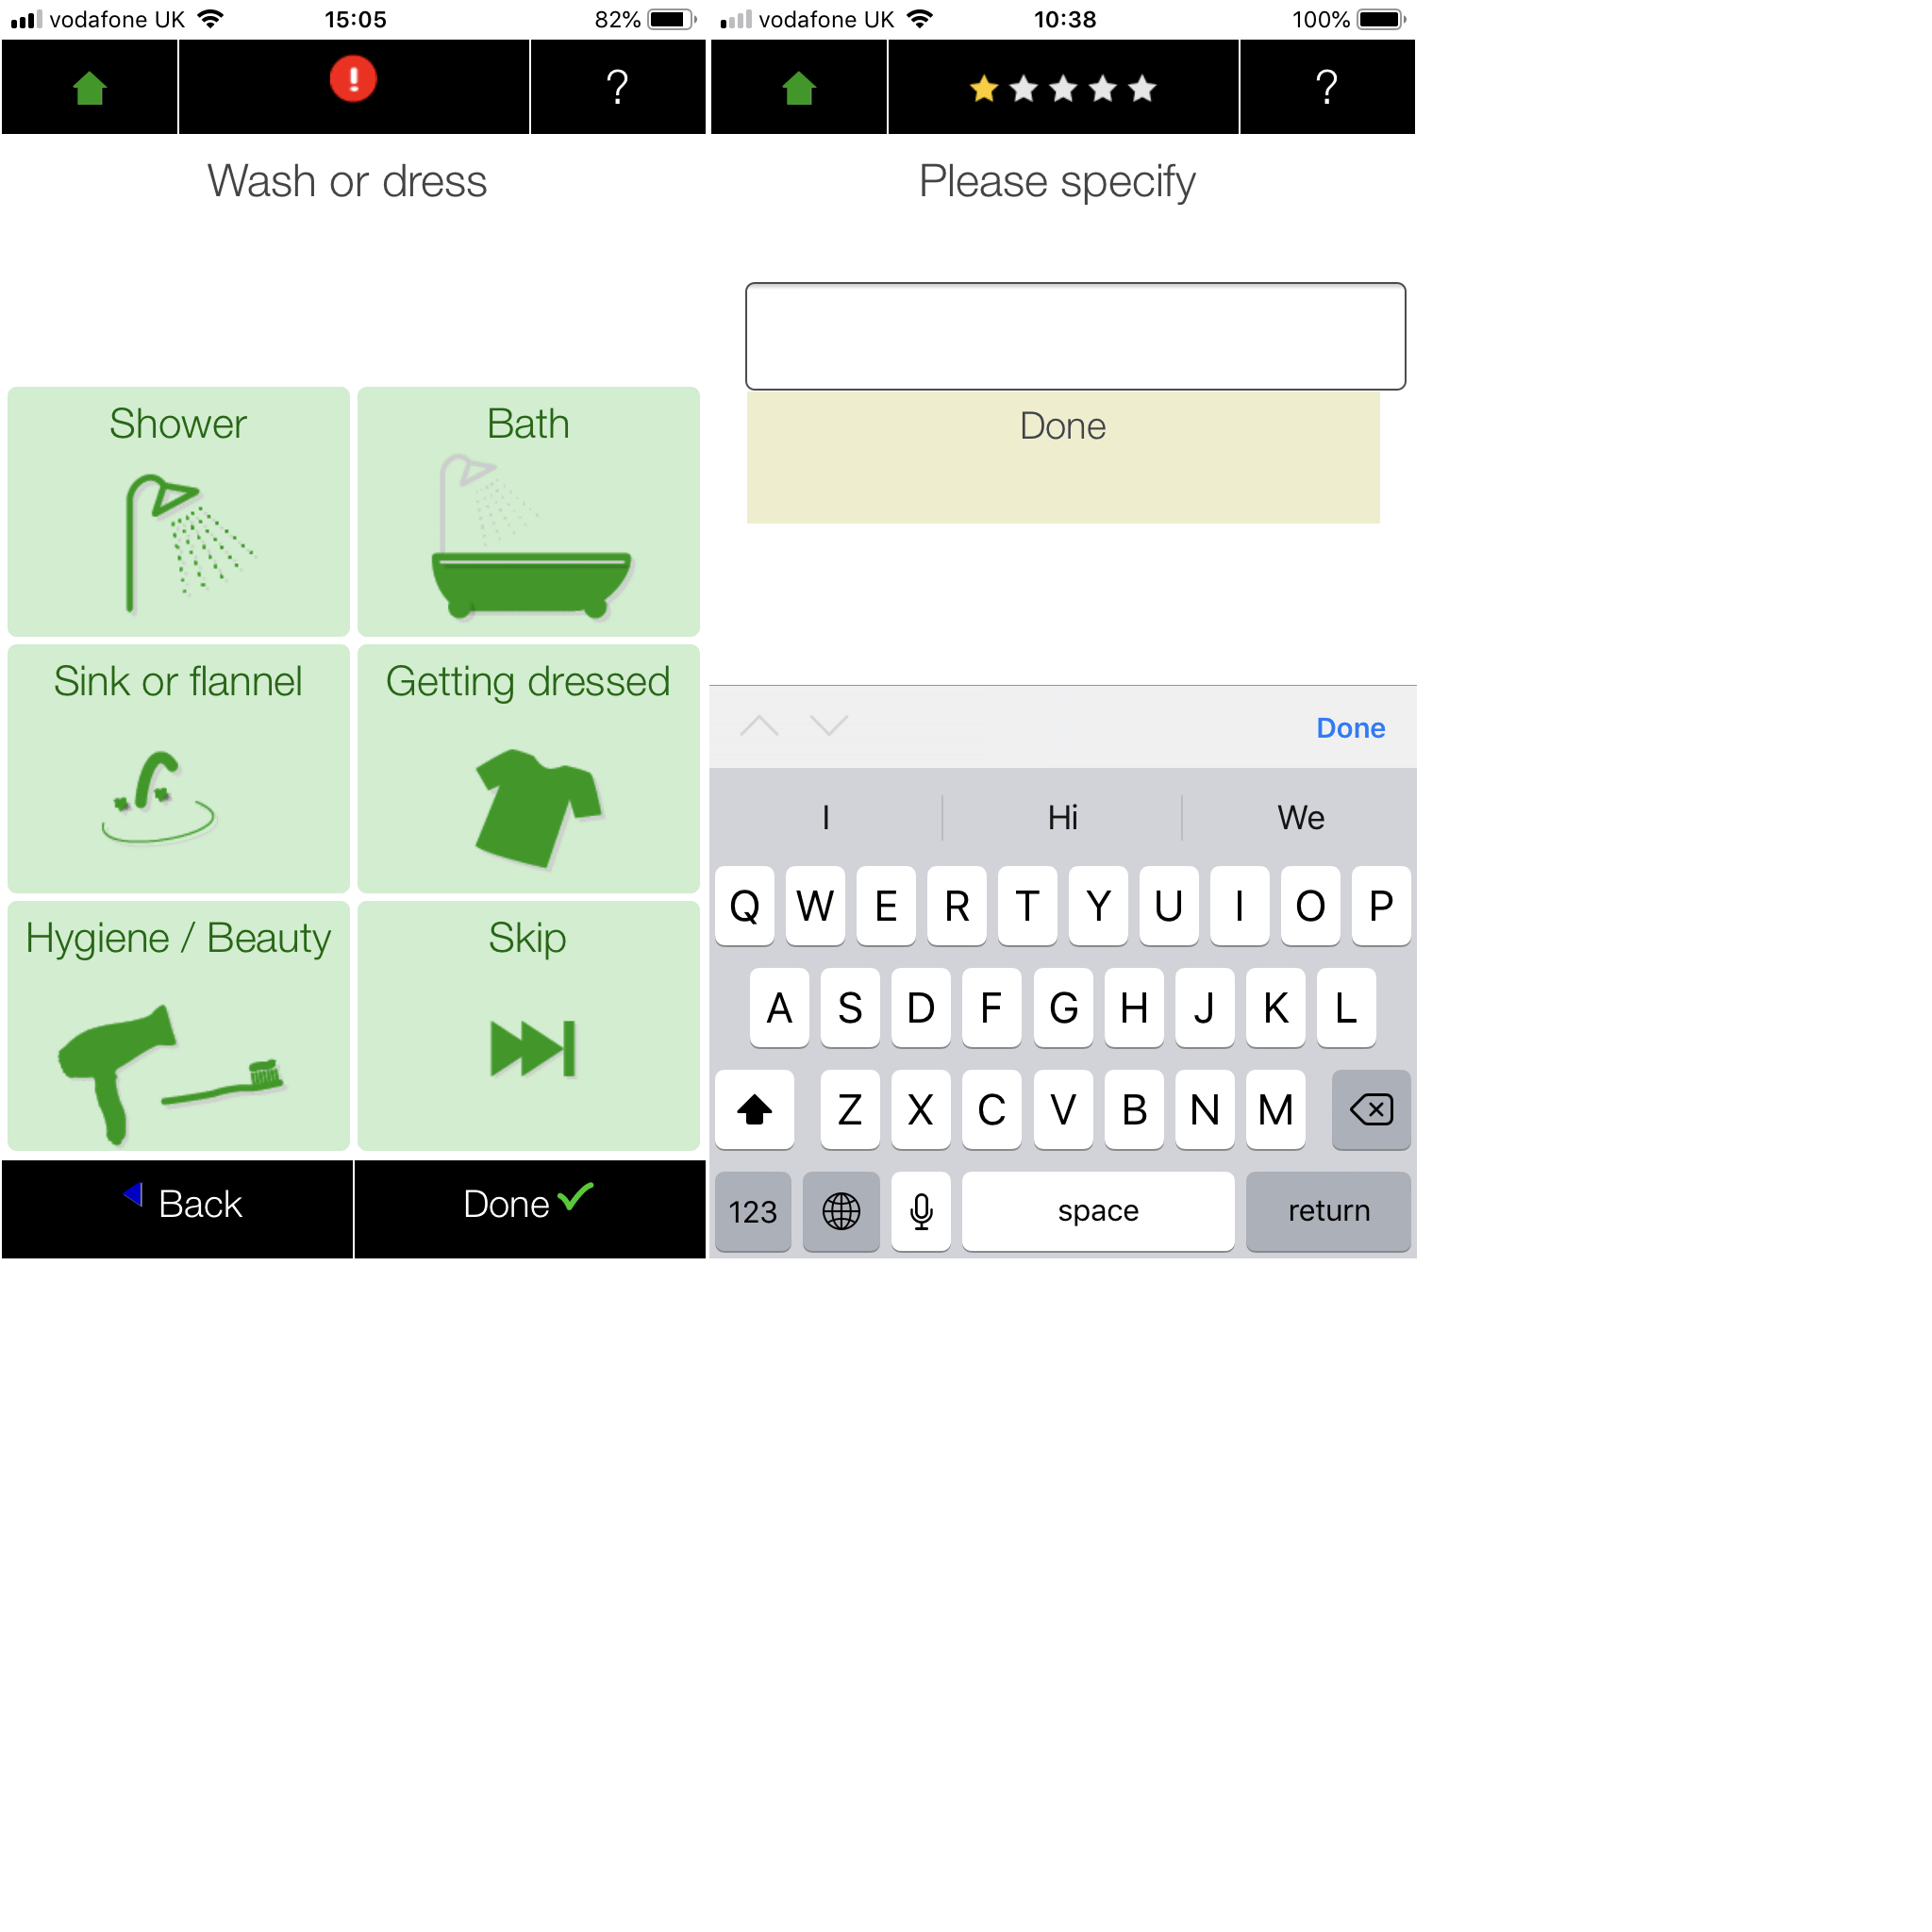 vodafone UK 15:05 82%
?
Wash or dress
Shower Bath
Sink or flannel Getting dressed
Hygiene / Beauty Skip
Back Done
vodafone UK 10:38 100%
?
Please specify
Done
Done
I Hi We
Q W E R T Y U I O P
A S D F G H J K L
Z X C V B N M
123 space return